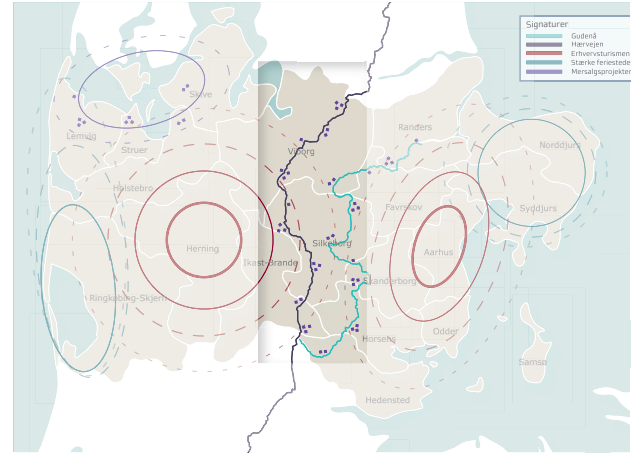 Signaturer
Gudenå
Hærvejen
Erhvervsturismen
Stærke feriesteder
Mersalgsprojekter
Skive
Lemvig
Struer
Randers
Viborg
Norddjurs
Holstebro
Favrskov
Syddjurs
Silkeborg
Herning
Aarhus
Ikast-Brande
Skanderborg
Ringkøbing-Skjern
Odder
Horsens
Samsø
Hedensted